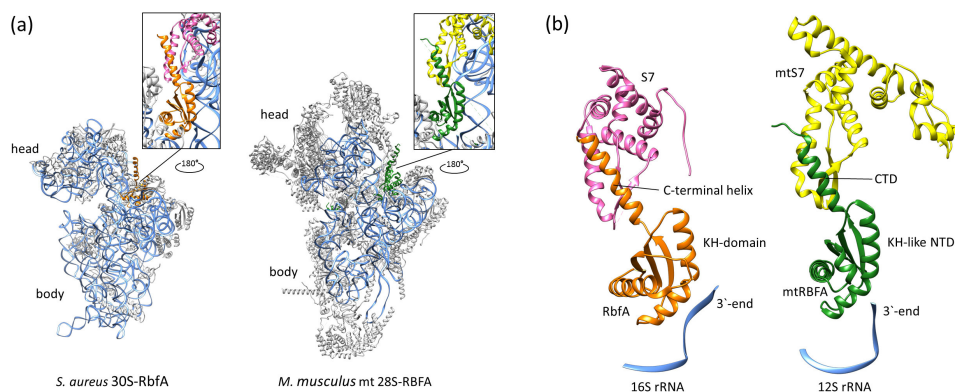 (a)
head
body
180°
S. aureus 30S-RbfA
head
body
180°
M. musculus mt 28S-RBFA
(b)
S7
C-terminal helix
KH-domain
RbfA
3`-end
16S rRNA
mtS7
CTD
KH-like NTD
mtRBFA
3`-end
12S rRNA